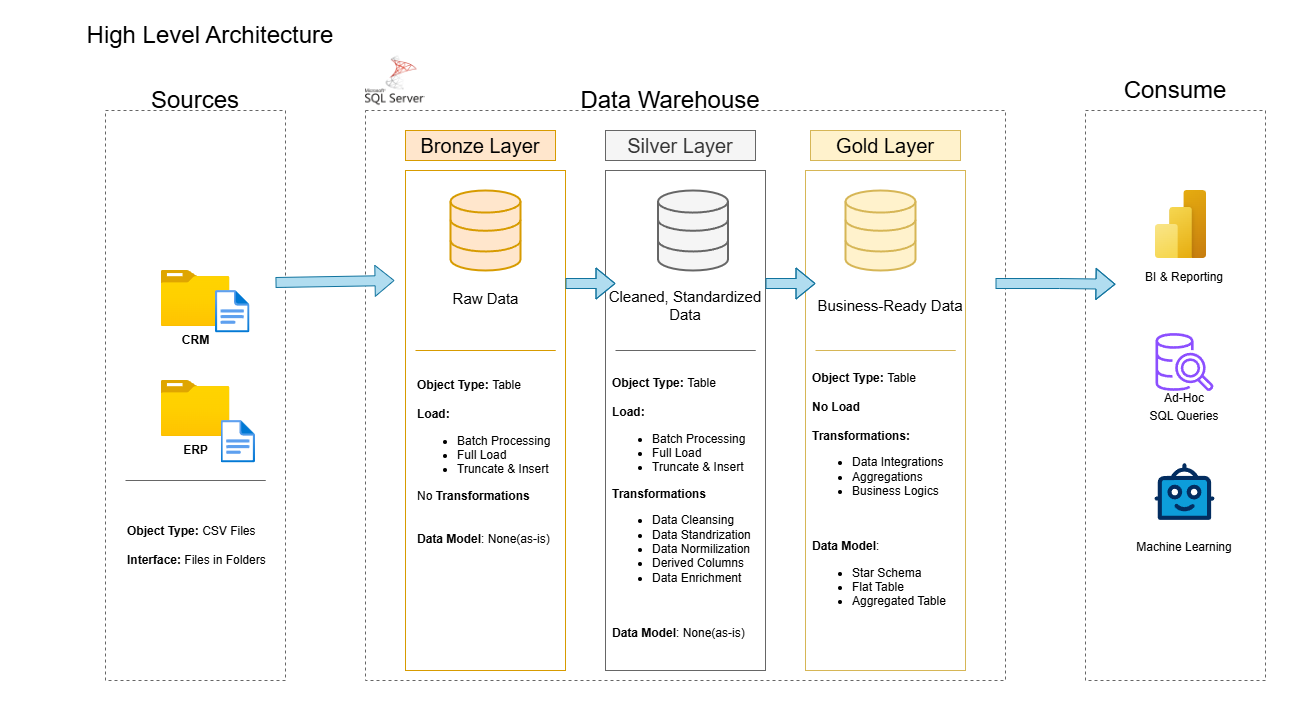 High Level Architecture
Sources
CRM
ERP
Object Type: CSV Files
Interface: Files in Folders
Microsoft
SQL Server
Data Warehouse
Bronze Layer
Raw Data
Object Type: Table
Load:
Batch Processing
Full Load
Truncate & Insert
No Transformations
Data Model: None(as-is)
Silver Layer
Cleaned, Standardized
Data
Object Type: Table
Load:
Batch Processing
Full Load
Truncate & Insert
Transformations
Data Cleansing
Data Standrization
Data Normilization
Derived Columns
Data Enrichment
Data Model: None(as-is)
Gold Layer
Business-Ready Data
Object Type: Table
No Load
Transformations:
Data Integrations
Aggregations
Business Logics
Data Model:
Star Schema
Flat Table
Aggregated Table
Consume
BI & Reporting
Ad-Hoc
SQL Queries
Machine Learning